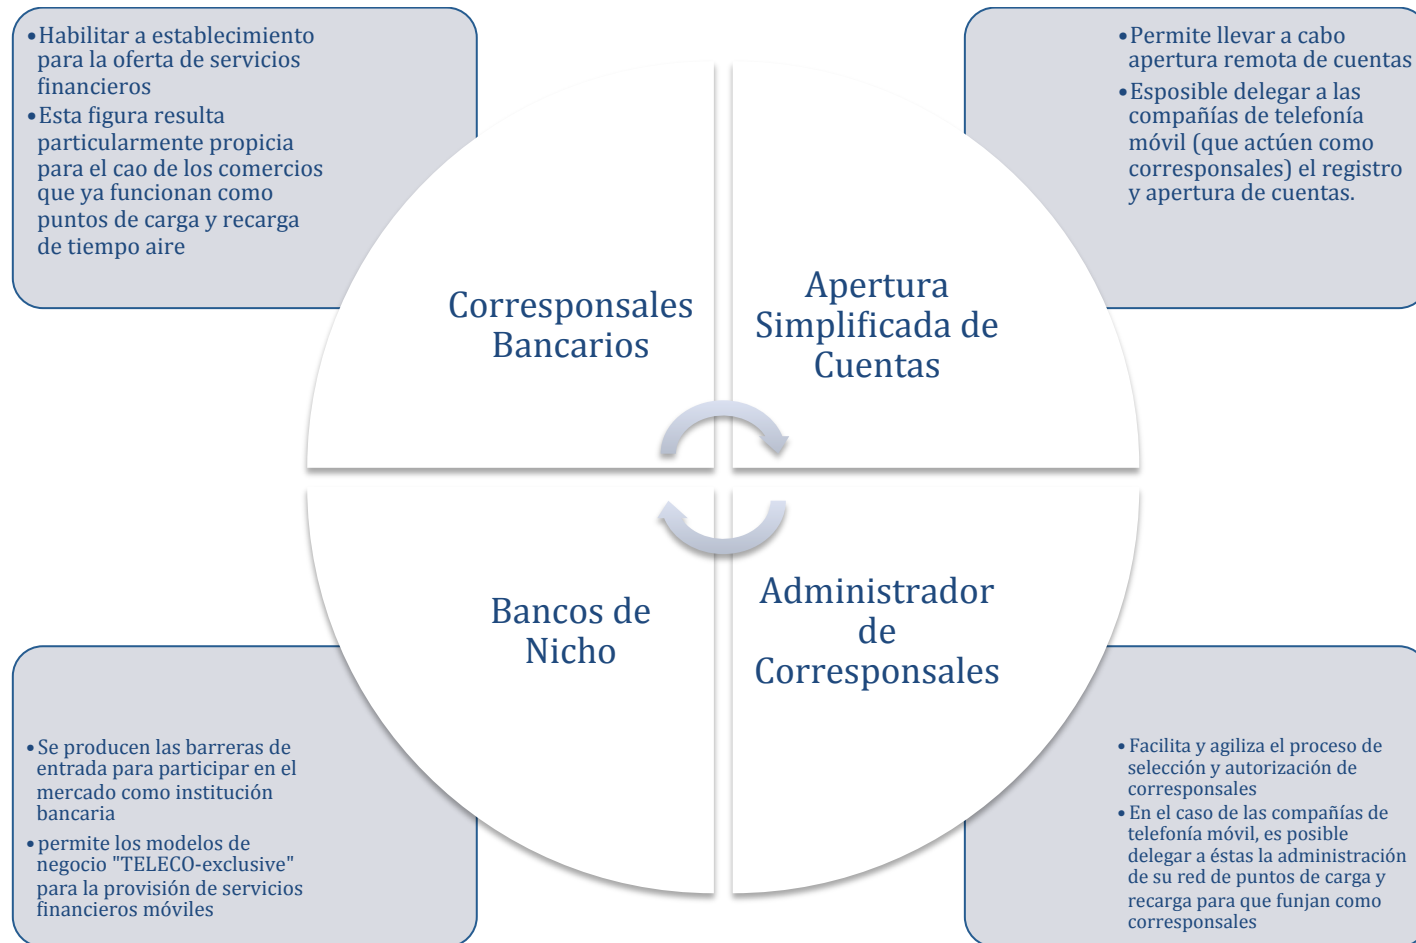 •Habilitar a establecimiento
para la oferta de servicios
financieros
•Esta figura resulta
particularmente propicia
para el cao de los comercios
que ya funcionan como
puntos de carga y recarga
de tiempo aire
•Permite llevar a cabo
apertura remota de cuentas
•Esposible delegar a las
compañías de telefonía
móvil (que actúen como
corresponsales) el registro
y apertura de cuentas.
Corresponsales
Bancarios
Apertura
Simplificada de
Cuentas
Bancos de
Nicho
Administrador
de
Corresponsales
•Se producen las barreras de
entrada para participar en el
mercado como institución
bancaria
•permite los modelos de
negocio "TELECO-exclusive"
para la provisión de servicios
financieros móviles
•Facilita y agiliza el proceso de
selección y autorización de
corresponsales
•En el caso de las compañías de
telefonía móvil, es posible
delegar a éstas la administración
de su red de puntos de carga y
recarga para que funjan como
corresponsales